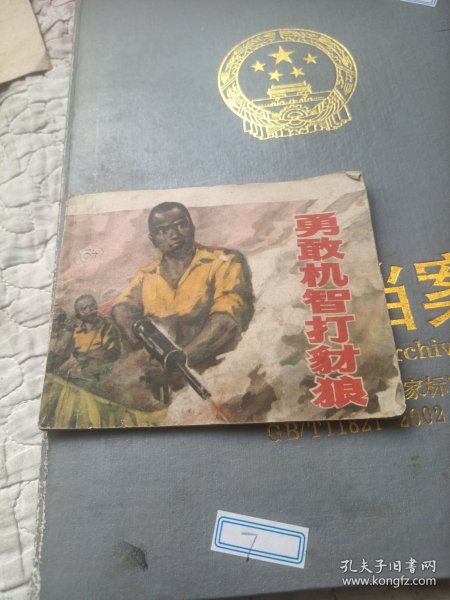 勇敢机智打豺狼
档案
rchiv
家标
GB/T11821 2002
7
孔夫子旧书网
www.kongfz.com